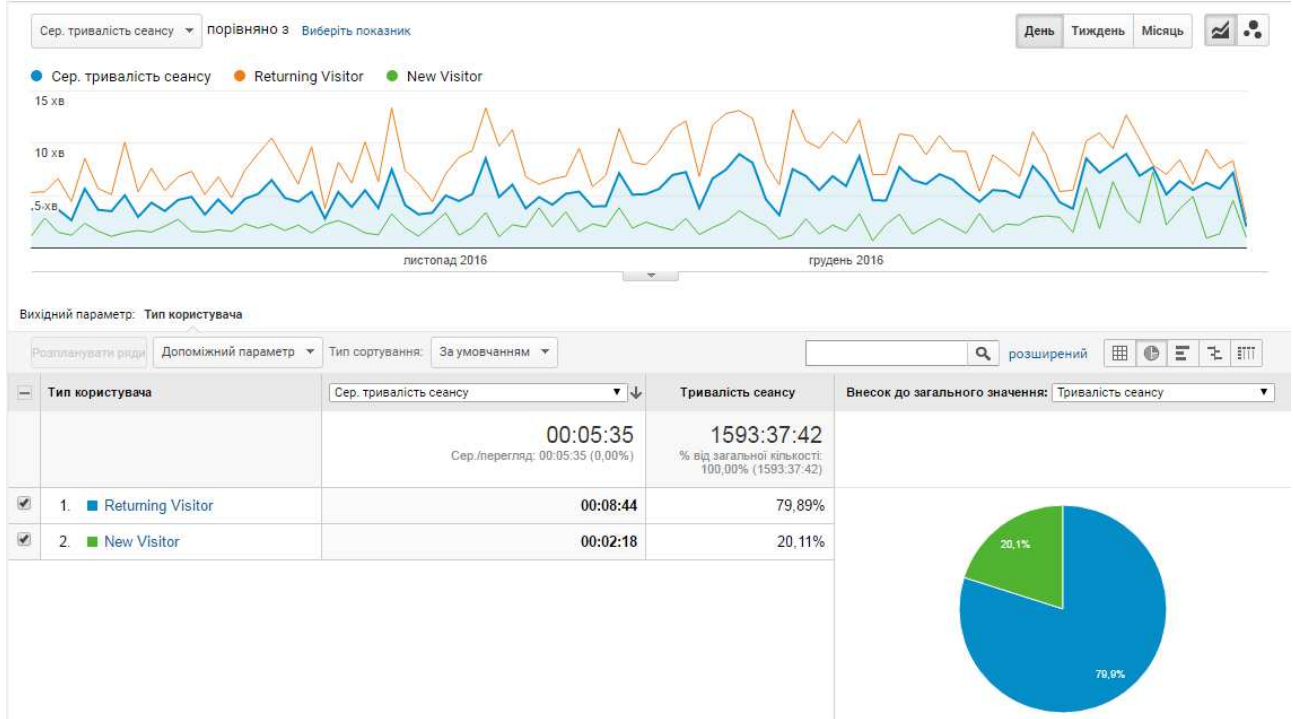 Сер. тривалість сеансу порівняно з Виберіть показник День Тиждень Місяць
Сер. тривалість сеансу Returning Visitor New Visitor
15 хв
10 хв
5 хв
листопад 2016 грудень 2016
Вихідний параметр: Тип користувача
Розпланувати ряди Допоміжний параметр Тип сортування: За умовчанням розширений
Тип користувача Сер. тривалість сеансу Тривалість сеансу Внесок до загального значення: Тривалість сеансу
00:05:35 1593:37:42
Сер./перегляд: 00:05:35 (0,00%) % від загальної кількості:
100,00% (1593:37:42)
1. Returning Visitor 00:08:44 79,89%
2. New Visitor 00:02:18 20,11%
20,1%
79,9%